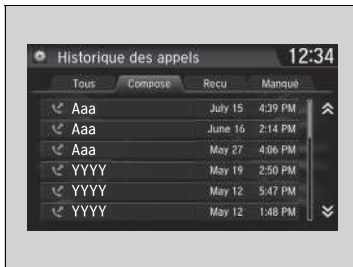 Historique des appels 12:34
Tous Composé Recu Manqué
Aaa July 15 4:39 PM
Aaa June 16 2:14 PM
Aaa May 27 4:06 PM
YYYY May 19 2:50 PM
YYYY May 12 5:47 PM
YYYY May 12 1:48 PM